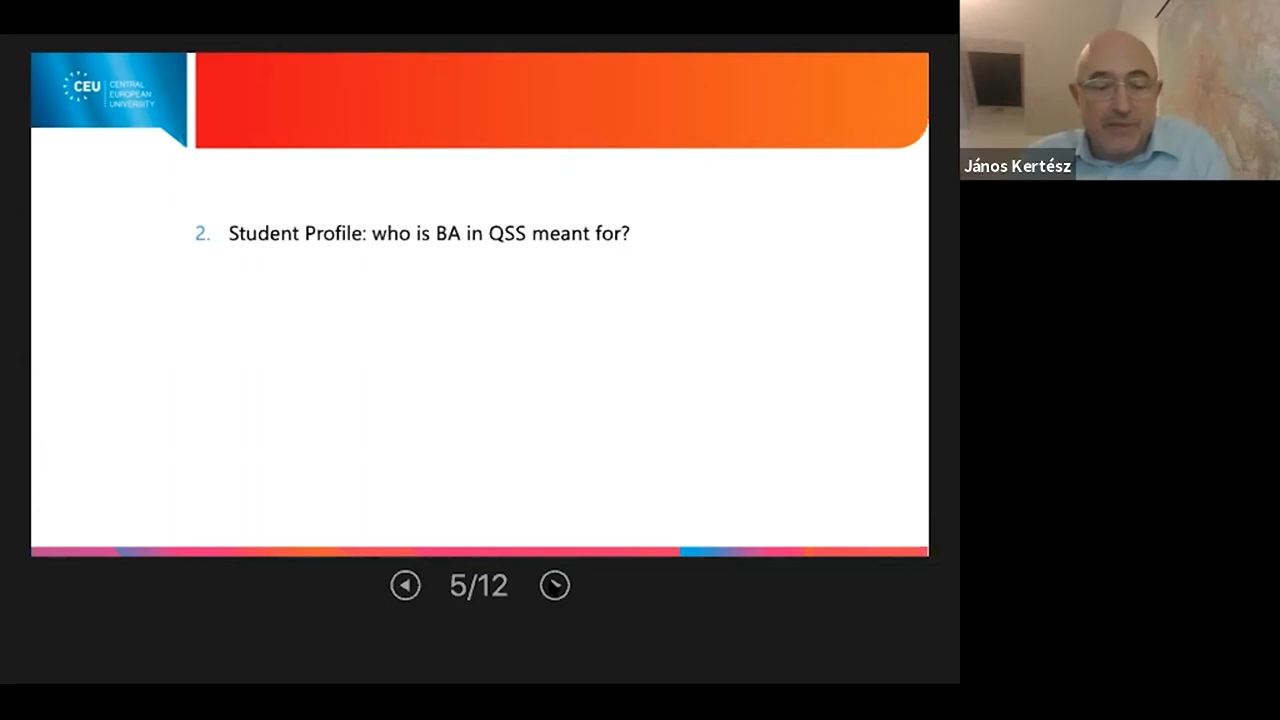 CEU
CENTRAL
EUROPEAN
UNIVERSITY
János Kertész
2. Student Profile: who is BA in QSS meant for?
5/12